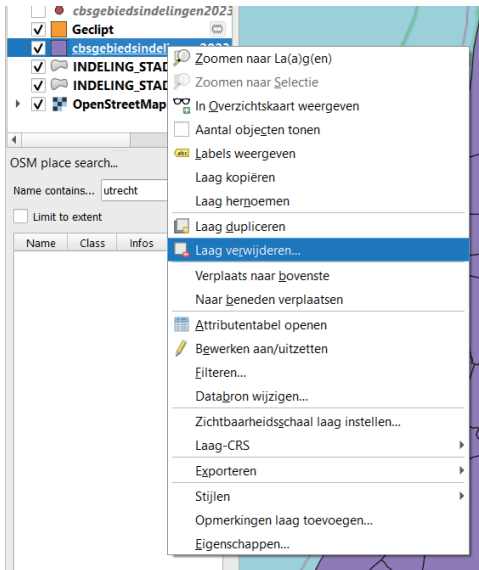 cbsgebiedsindelingen2023
Geclipt
cbsgebiedsindelingen2023
INDELING_STAD
INDELING_STAD
OpenStreetMap
OSM place search...
Name contains... utrecht
Limit to extent
Name Class Infos
Zoomen naar La(a)g(en)
Zoomen naar Selectie
In Overzichtskaart weergeven
Aantal objecten tonen
abc Labels weergeven
Laag kopiëren
Laag hernoemen
Laag dupliceren
Laag verwijderen...
Verplaats naar bovenste
Naar beneden verplaatsen
Attributentabel openen
Bewerken aan/uitzetten
Filteren...
Databron wijzigen...
Zichtbaarheidsschaal laag instellen...
Laag-CRS
Exporteren
Stijlen
Opmerkingen laag toevoegen...
Eigenschappen...